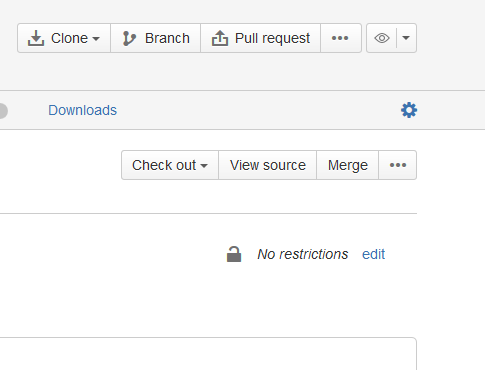 Clone Branch Pull request •••
Downloads
Check out View source Merge •••
No restrictions edit